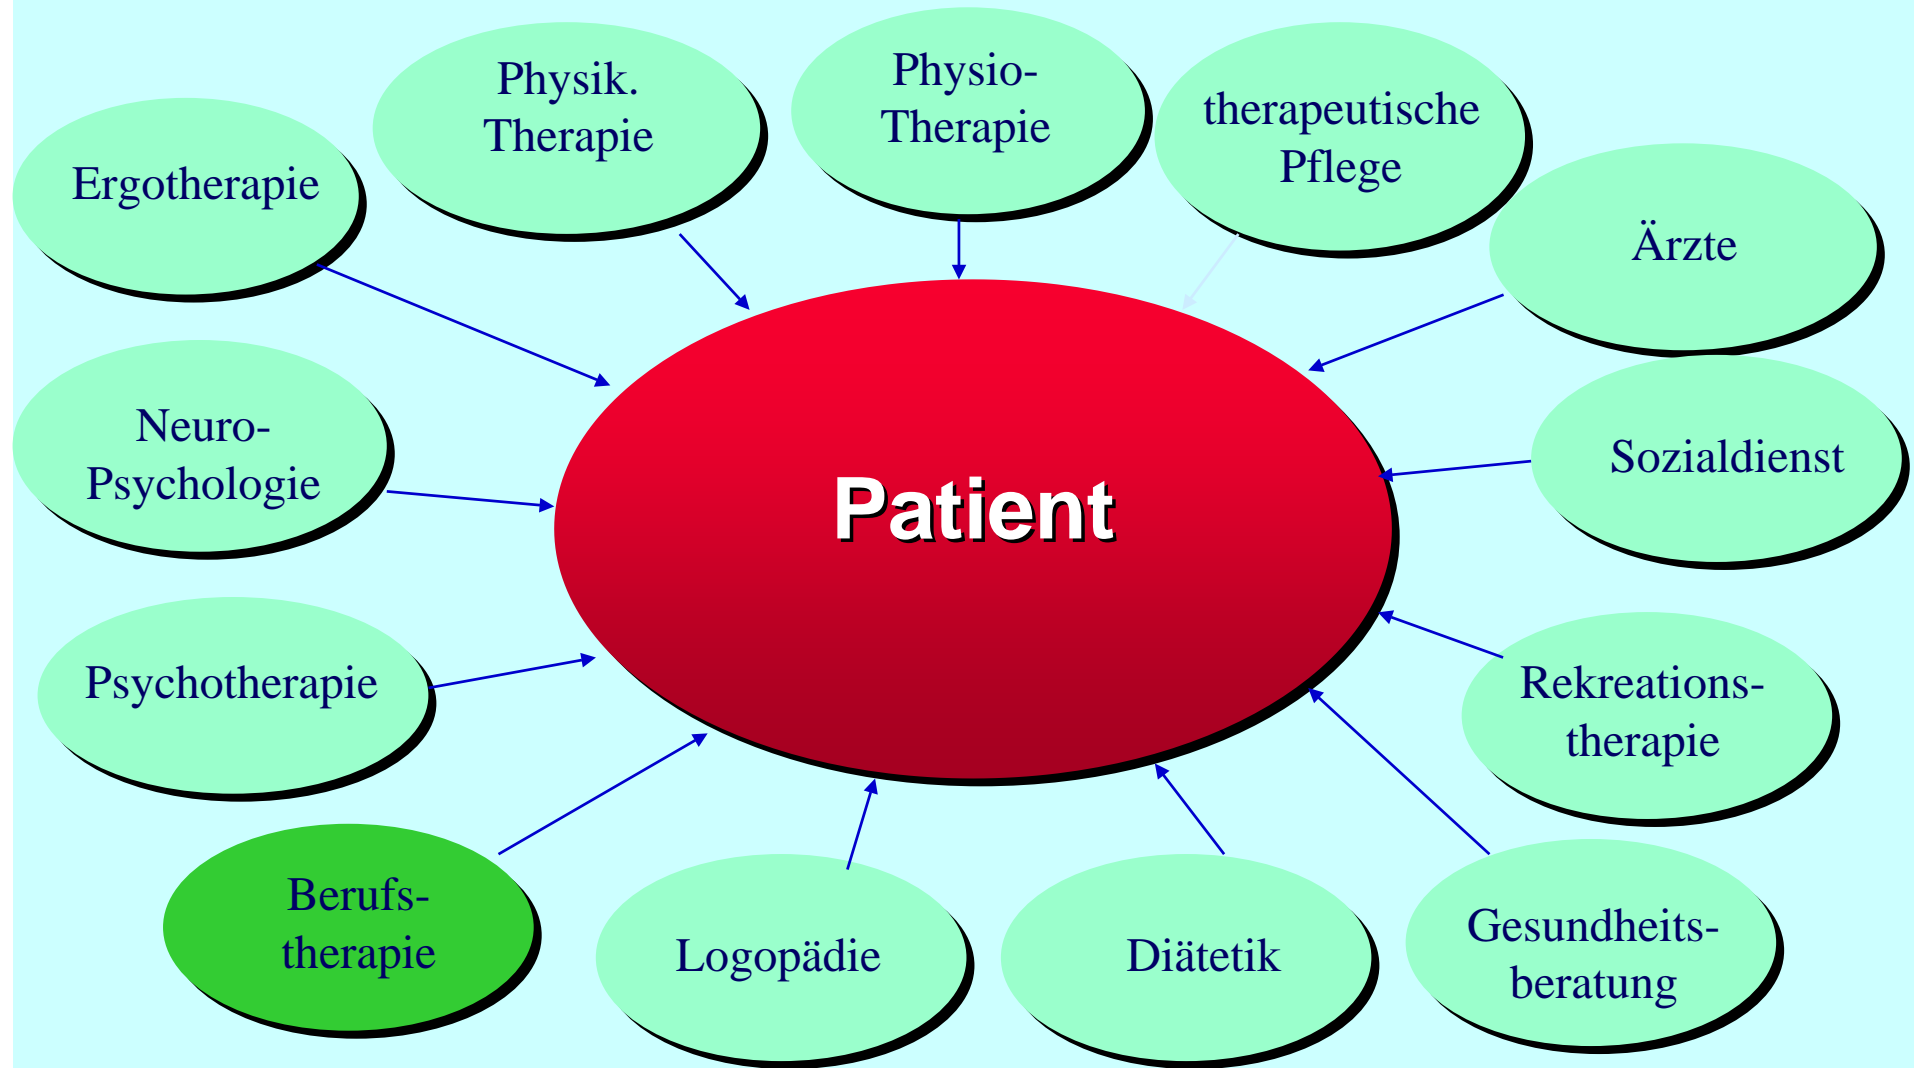 Physik.
Therapie
Physio-
Therapie
therapeutische
Pflege
Ergotherapie
Ärzte
Neuro-
Psychologie
Patient
Sozialdienst
Psychotherapie
Rekreations-
therapie
Berufs-
therapie
Logopädie
Diätetik
Gesundheits-
beratung